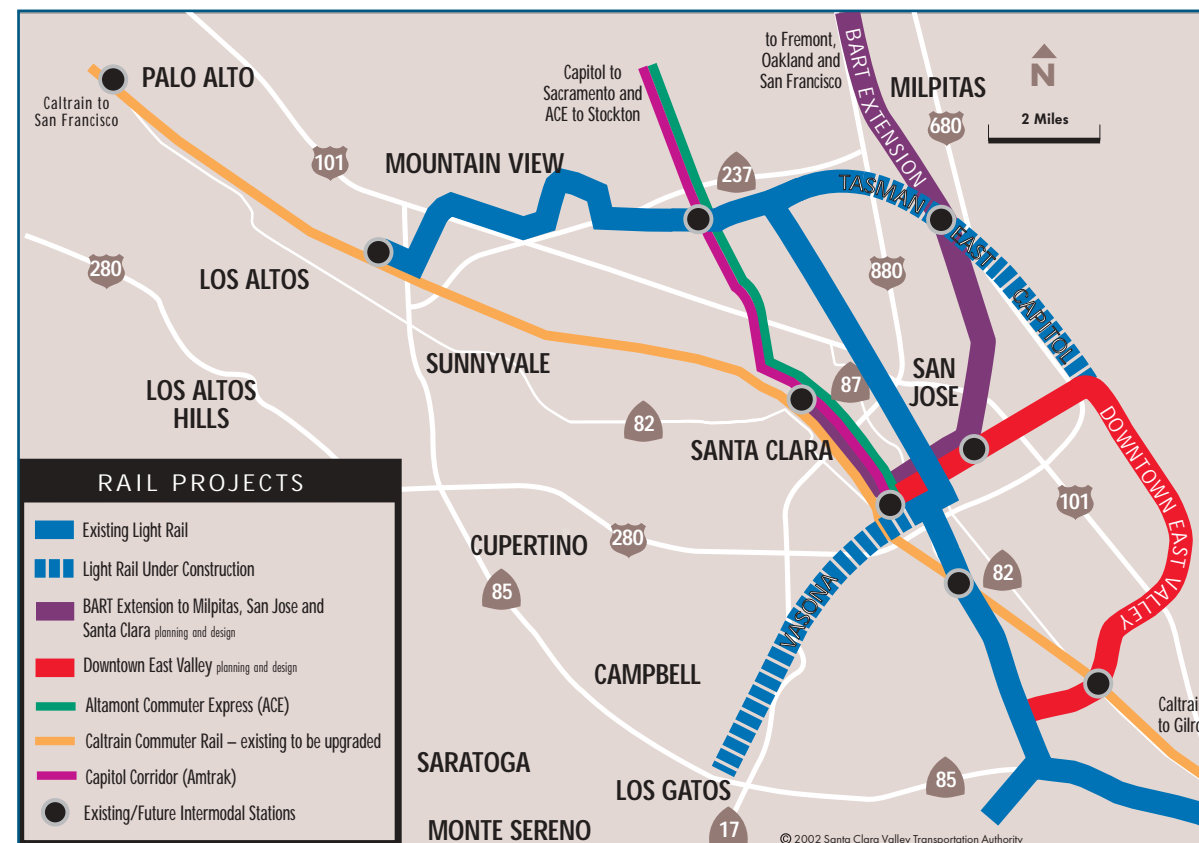 PALO ALTO
Caltrain to
San Francisco
Capitol to
Sacramento and
ACE to Stockton
to Fremont,
Oakland and
San Francisco
BART EXTENSION
MILPITAS
N
2 Miles
680
101
MOUNTAIN VIEW
237
TASMAN
EAST
CAPITOL
280
LOS ALTOS
880
SUNNYVALE
SAN
JOSE
87
LOS ALTOS
HILLS
82
SANTA CLARA
DOWNTOWN EAST VALLEY
101
280
CUPERTINO
85
82
VASONA
CAMPBELL
Caltrai
to Gilro
SARATOGA
LOS GATOS
85
MONTE SERENO
17
© 2002 Santa Clara Valley Transportation Authority
RAIL PROJECTS
Existing Light Rail
Light Rail Under Construction
BART Extension to Milpitas, San Jose and
Santa Clara planning and design
Downtown East Valley planning and design
Altamont Commuter Express (ACE)
Caltrain Commuter Rail – existing to be upgraded
Capitol Corridor (Amtrak)
Existing/Future Intermodal Stations